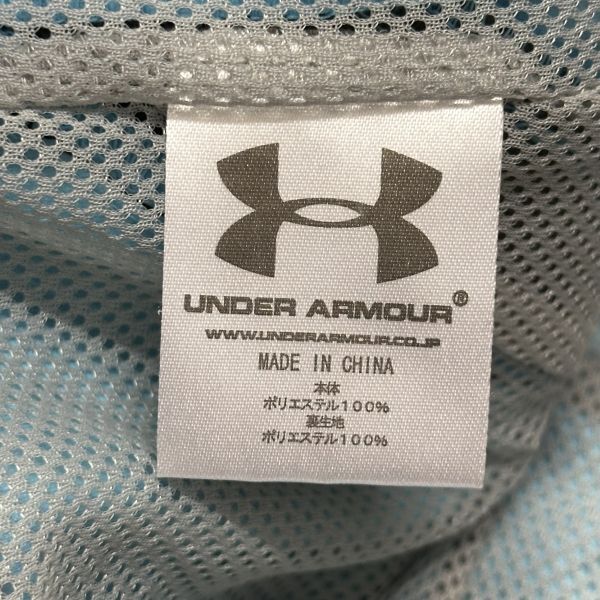 UNDER ARMOUR®
WWW.UNDERARMOUR.CO.JP
MADE IN CHINA
本体
ポリエステル100%
裏生地
ポリエステル100%